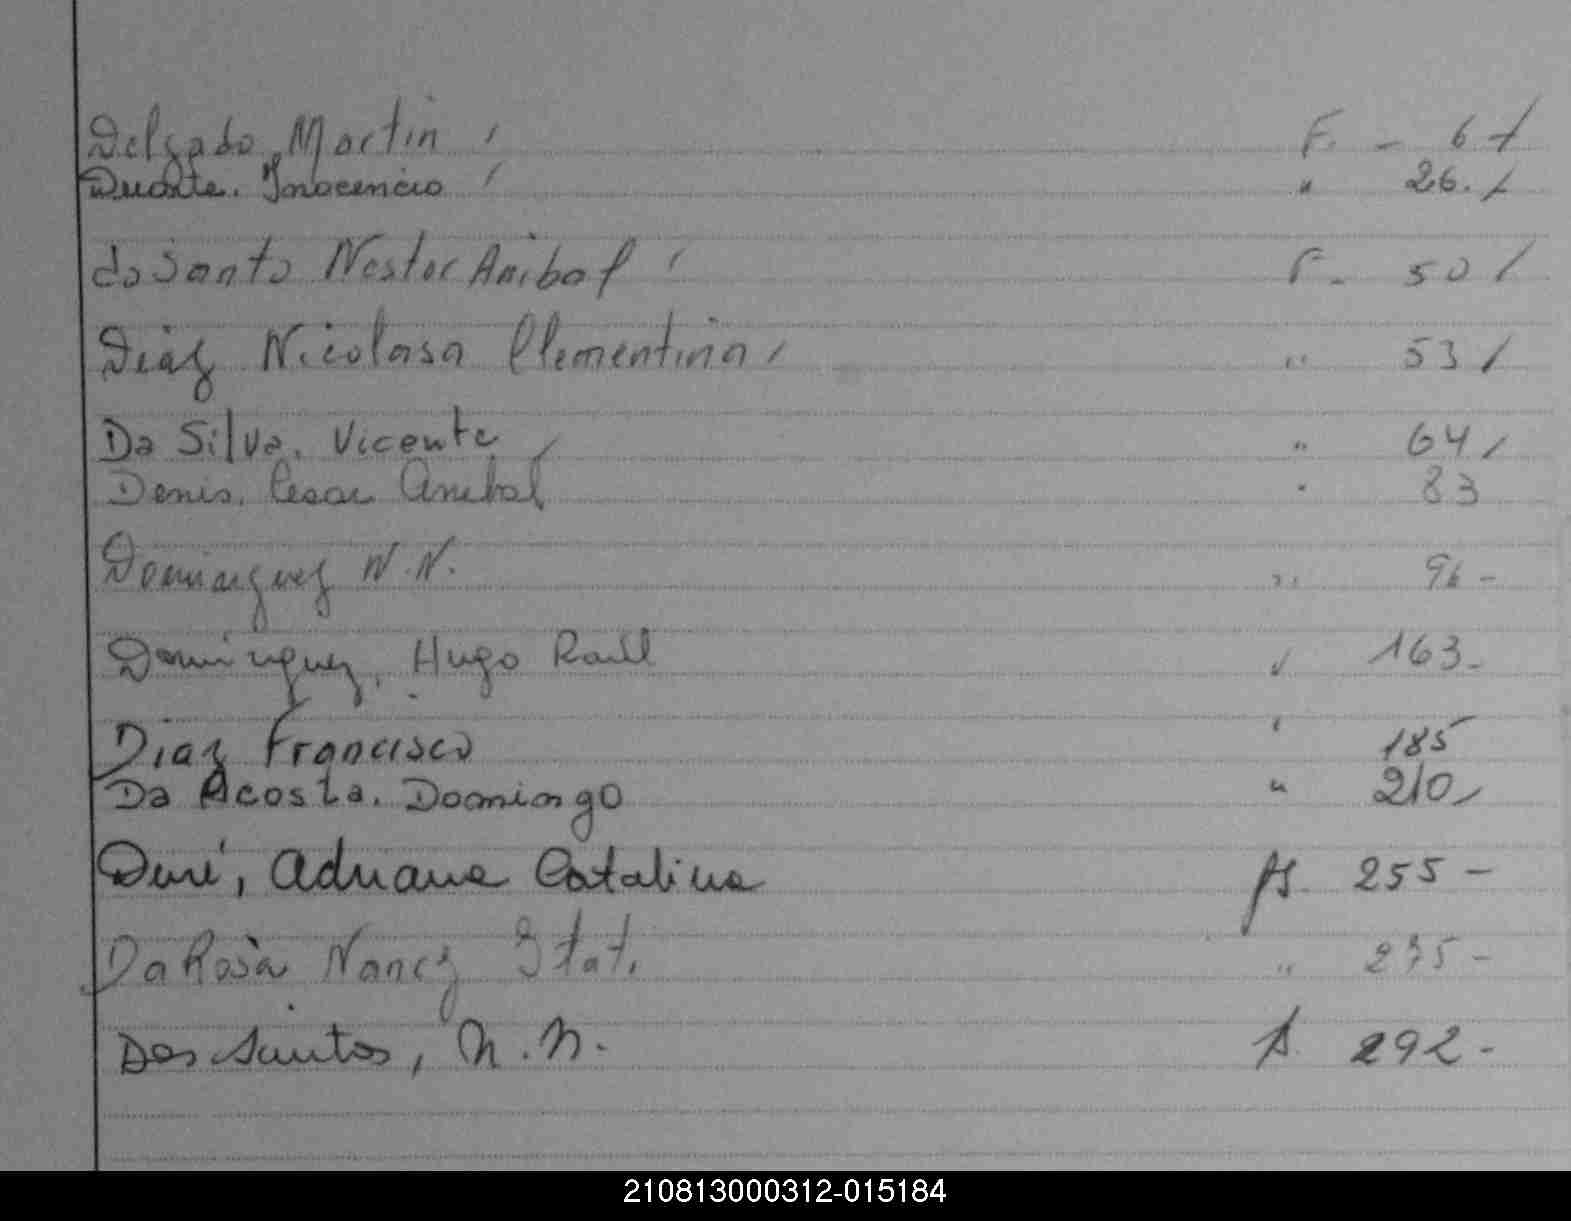 Delgado Martin / F. - 6 /
Duarte. Inocencio / " 26. /
do Santo Nestor Anibal / F- 50 /
Diaz Nicolasa Clementina / " 53 /
Da Silva. Vicente / " 64 /
Denis. Cesar Anibal " 83
Dominguez N.N. " 96 -
Dominguez, Hugo Raúl " 163 -
Diaz Francisco " 185
Da Acosta. Domingo " 210 /
Duré, Adriana Catalina 255 -
Da Rosa Nancy " 275 -
Dos Santos, N.N. 292 -
210813000312-015184